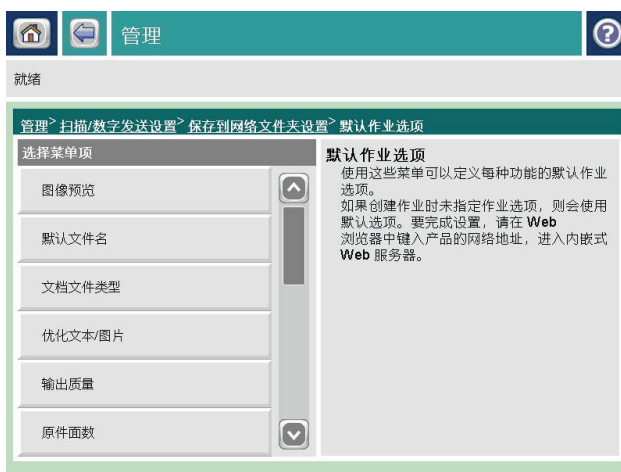 管理
?
就绪
管理> 扫描/数字发送设置> 保存到网络文件夹设置> 默认作业选项
选择菜单项
图像预览
默认文件名
文档文件类型
优化文本/图片
输出质量
原件面数
默认作业选项
使用这些菜单可以定义每种功能的默认作业
选项。
如果创建作业时未指定作业选项，则会使用
默认选项。要完成设置，请在 Web
浏览器中键入产品的网络地址，进入内嵌式
Web 服务器。